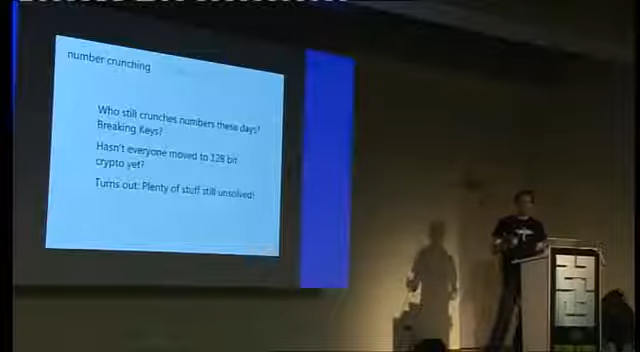 number crunching
Who still crunches numbers these days?
Breaking Keys?
Hasn't everyone moved to 128 bit
crypto yet?
Turns out: Plenty of stuff still unsolved!